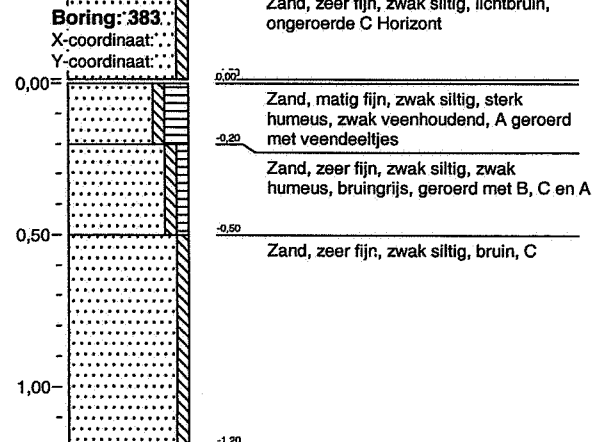 Zand, zeer fijn, zwak siltig, lichtbruin,
ongeroerde C Horizont
Boring: 383
X-coordinaat:
Y-coordinaat:
0,00
0,00
Zand, matig fijn, zwak siltig, sterk
humeus, zwak veenhoudend, A geroerd
met veendeeltjes
-0,20
Zand, zeer fijn, zwak siltig, zwak
humeus, bruingrijs, geroerd met B, C en A
0,50
-0,50
Zand, zeer fijn, zwak siltig, bruin, C
1,00
-1,20